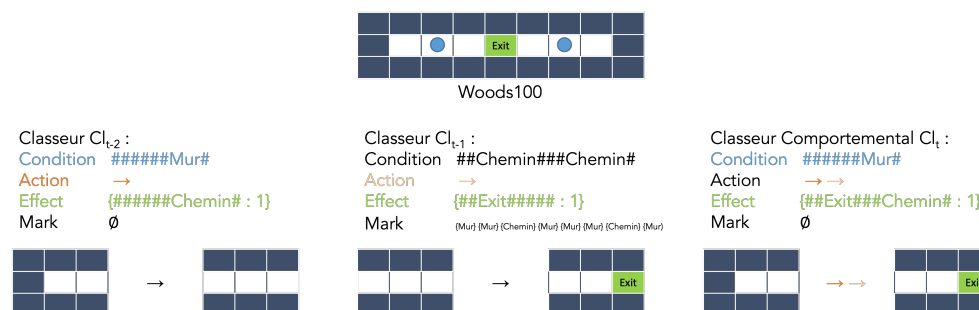 Exit
Woods100
Classeur Cl t-2 :
Condition ######Mur#
Action →
Effect {######Chemin# : 1}
Mark ∅
→
Classeur Cl t-1 :
Condition ##Chemin###Chemin#
Action →
Effect {##Exit##### : 1}
Mark {Mur} {Mur} {Chemin} {Mur} {Mur} {Mur} {Chemin} {Mur}
→ Exit
Classeur Comportemental Cl t :
Condition ######Mur#
Action →→
Effect {##Exit###Chemin# : 1}
Mark ∅
→→ Exi